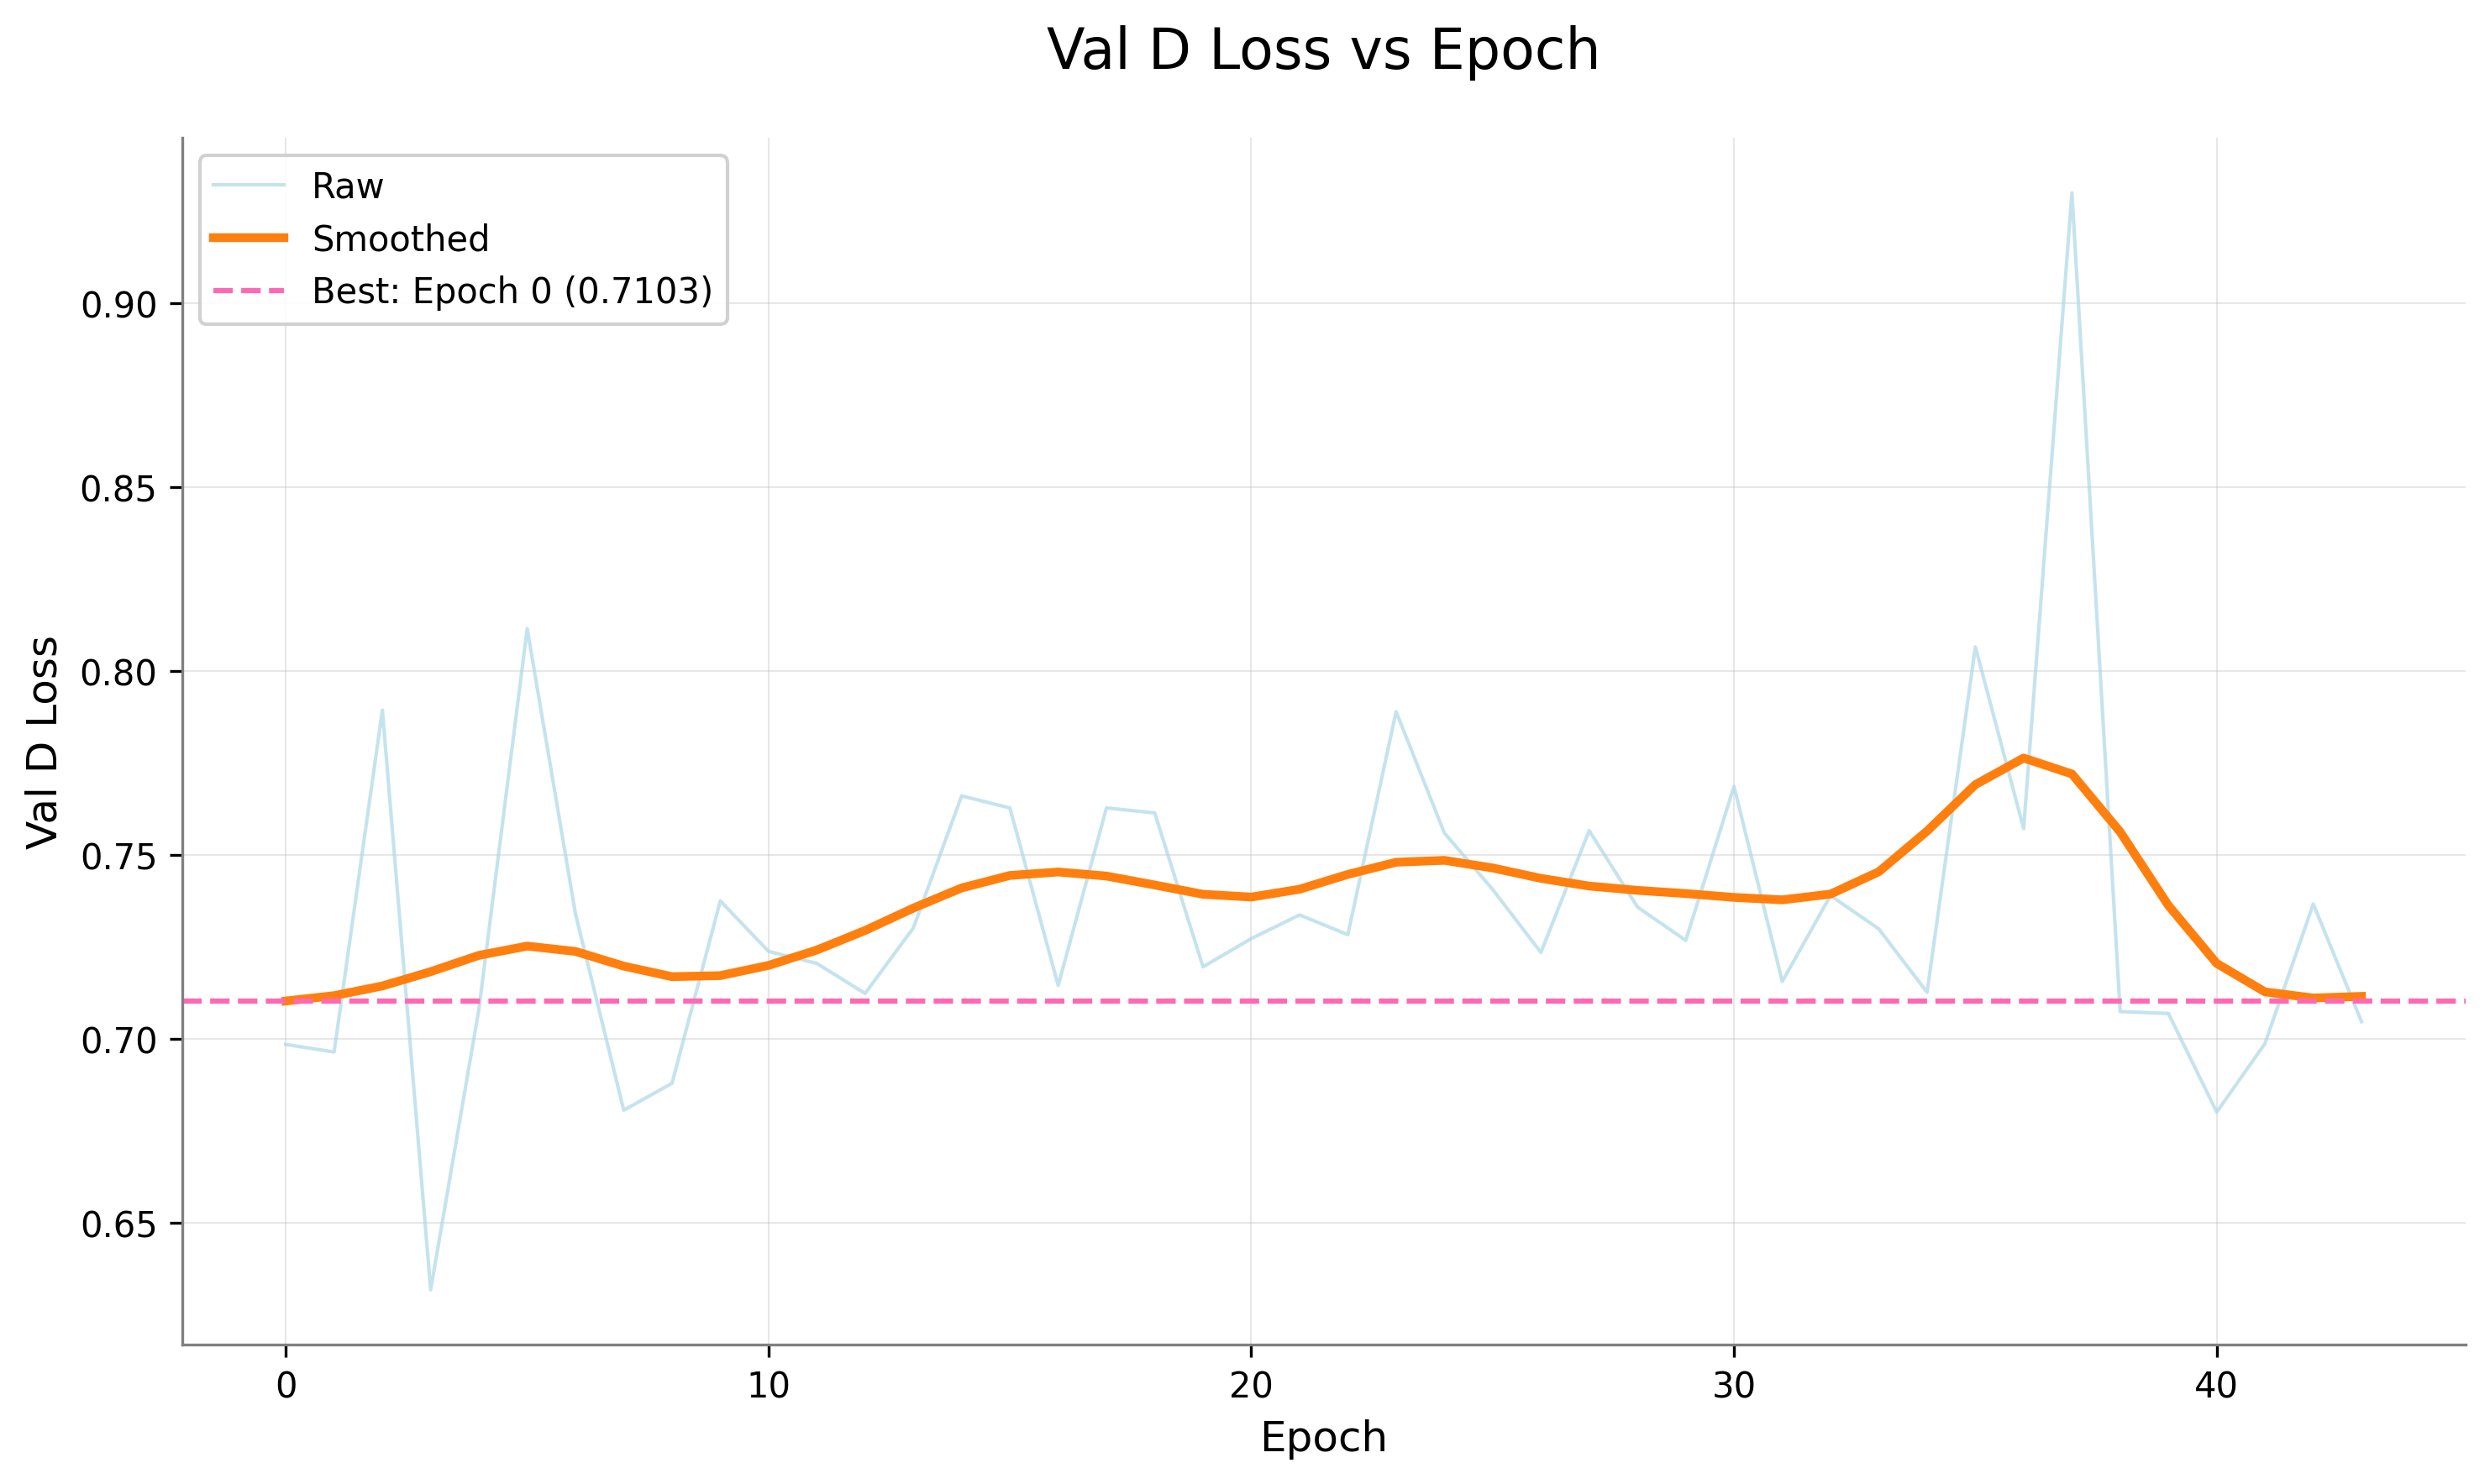 Val D Loss vs Epoch
Raw
Smoothed
Best: Epoch 0 (0.7103)
0.90
0.85
0.80
0.75
0.70
0.65
Val D Loss
0 10 20 30 40
Epoch